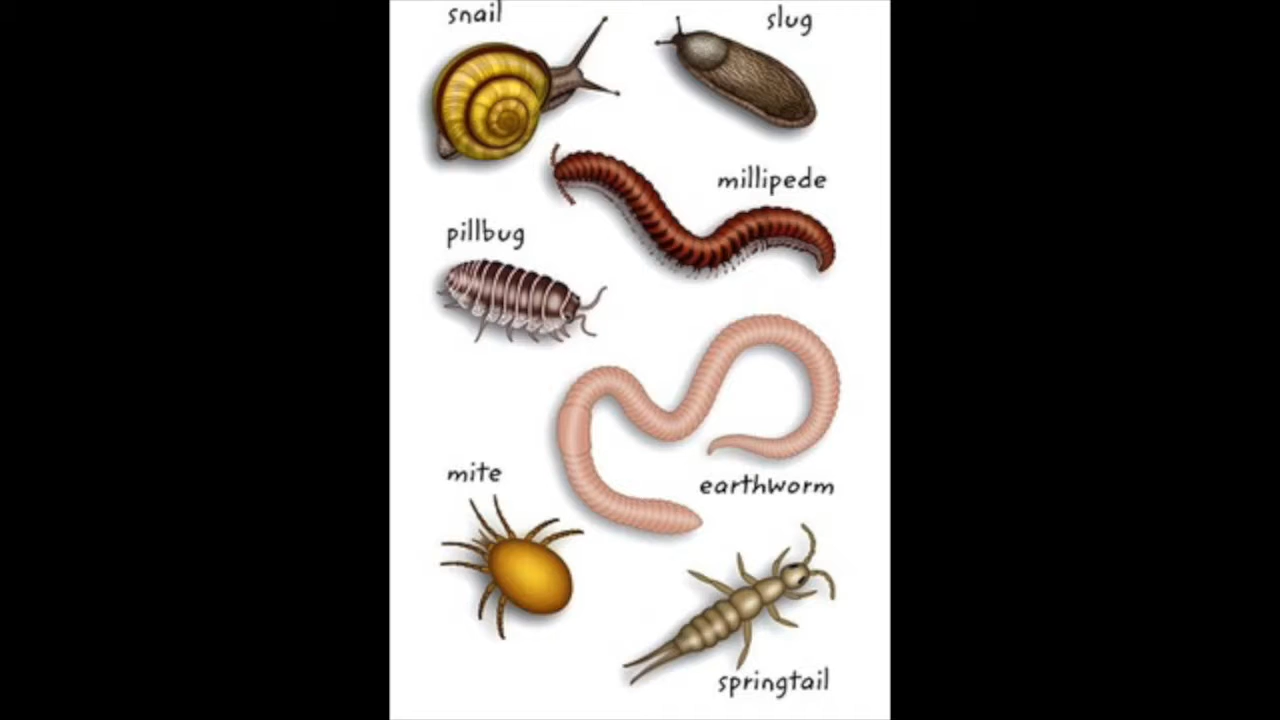 snail
slug
millipede
pillbug
mite
earthworm
springtail